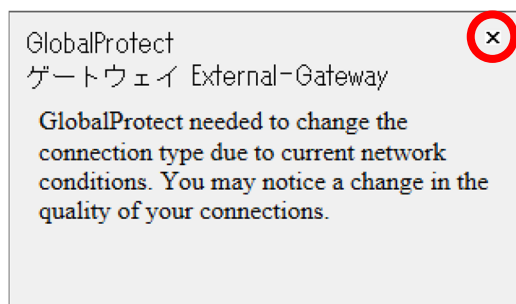 GlobalProtect
ゲートウェイ External-Gateway
GlobalProtect needed to change the
connection type due to current network
conditions. You may notice a change in the
quality of your connections.